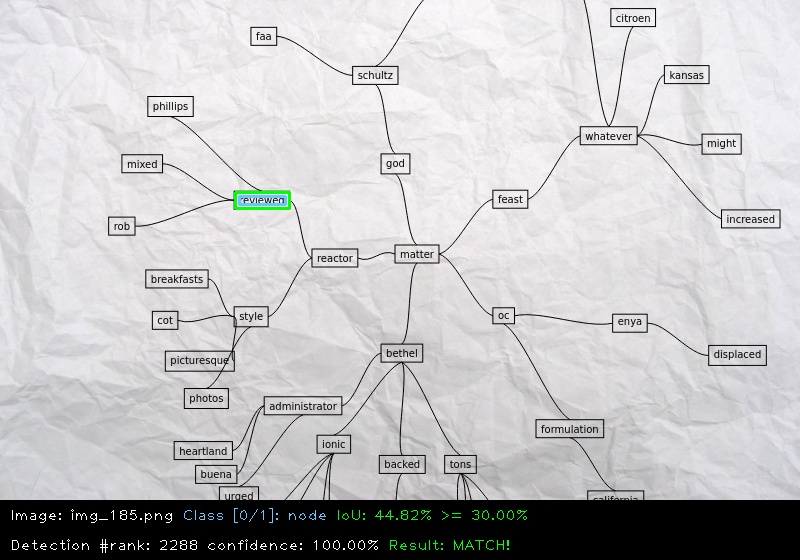 citroen
faa
schultz
kansas
phillips
whatever
might
mixed
god
reviewed
feast
increased
rob
matter
reactor
breakfasts
style
oc
cot
enya
bethel
displaced
picturesque
photos
administrator
formulation
heartland
ionic
backed
tons
buena
urged
california
Image: img_185.png Class [0/1]: node IoU: 44.82% >= 30.00%
Detection #rank: 2288 confidence: 100.00% Result: MATCH!